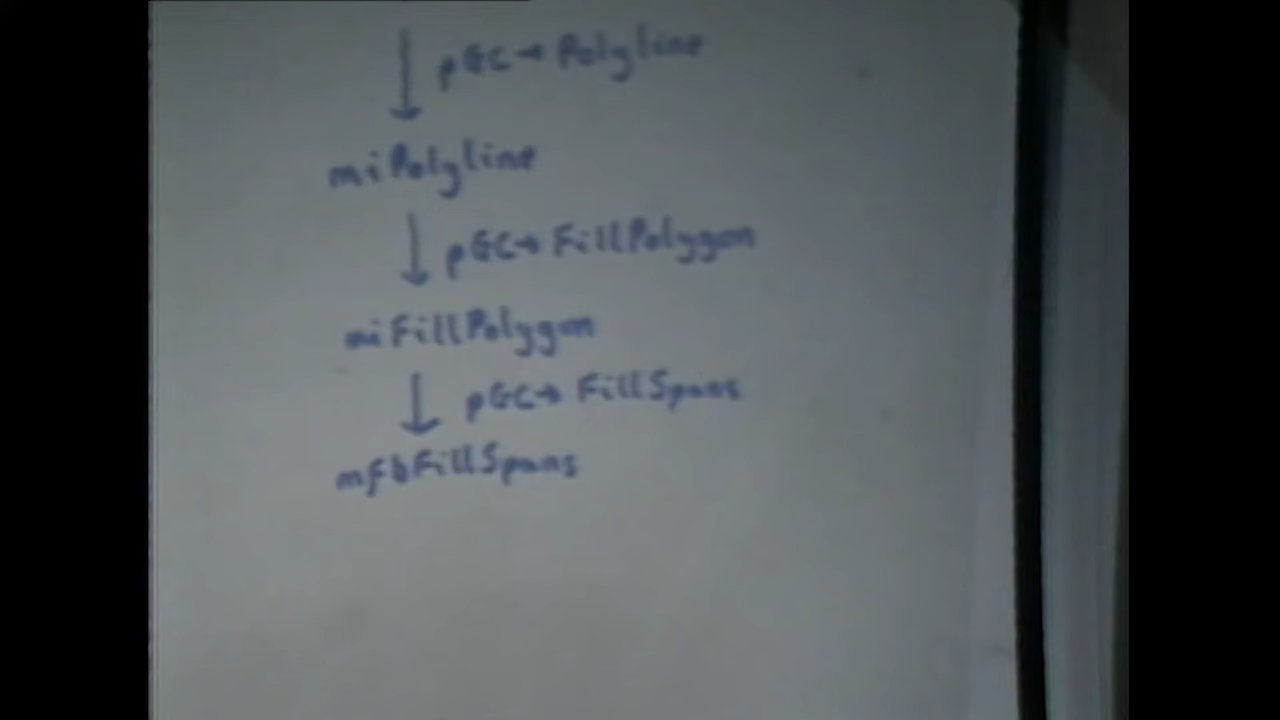 ↓ pGC→Polyline
miPolyline
↓ pGC→FillPolygon
miFillPolygon
↓ pGC→FillSpans
mfbFillSpans